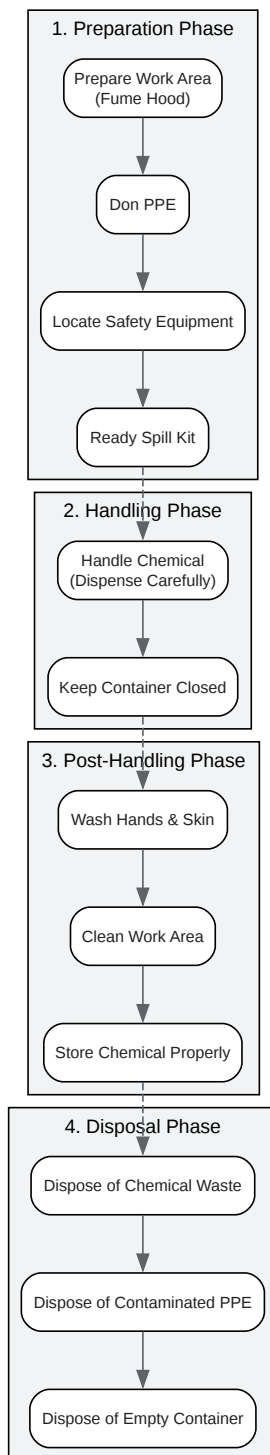 1. Preparation Phase
Prepare Work Area
(Fume Hood)
Don PPE
Locate Safety Equipment
Ready Spill Kit
2. Handling Phase
Handle Chemical
(Dispense Carefully)
Keep Container Closed
3. Post-Handling Phase
Wash Hands & Skin
Clean Work Area
Store Chemical Properly
4. Disposal Phase
Dispose of Chemical Waste
Dispose of Contaminated PPE
Dispose of Empty Container